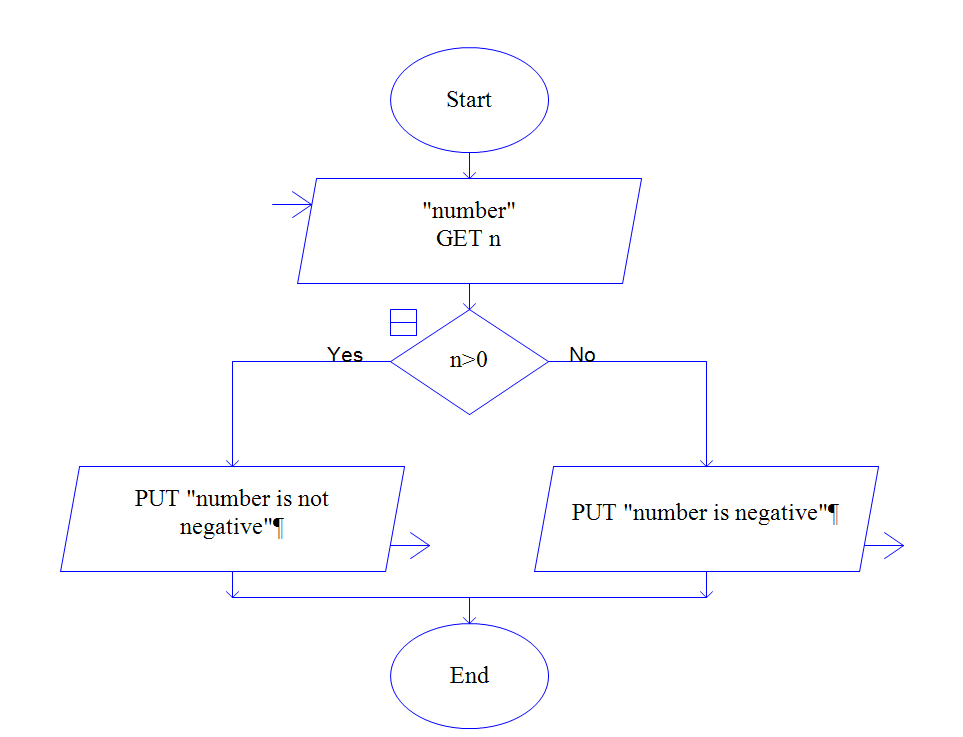 Start
"number"
GET n
n>0
Yes
No
PUT "number is not
negative"¶
PUT "number is negative"¶
End